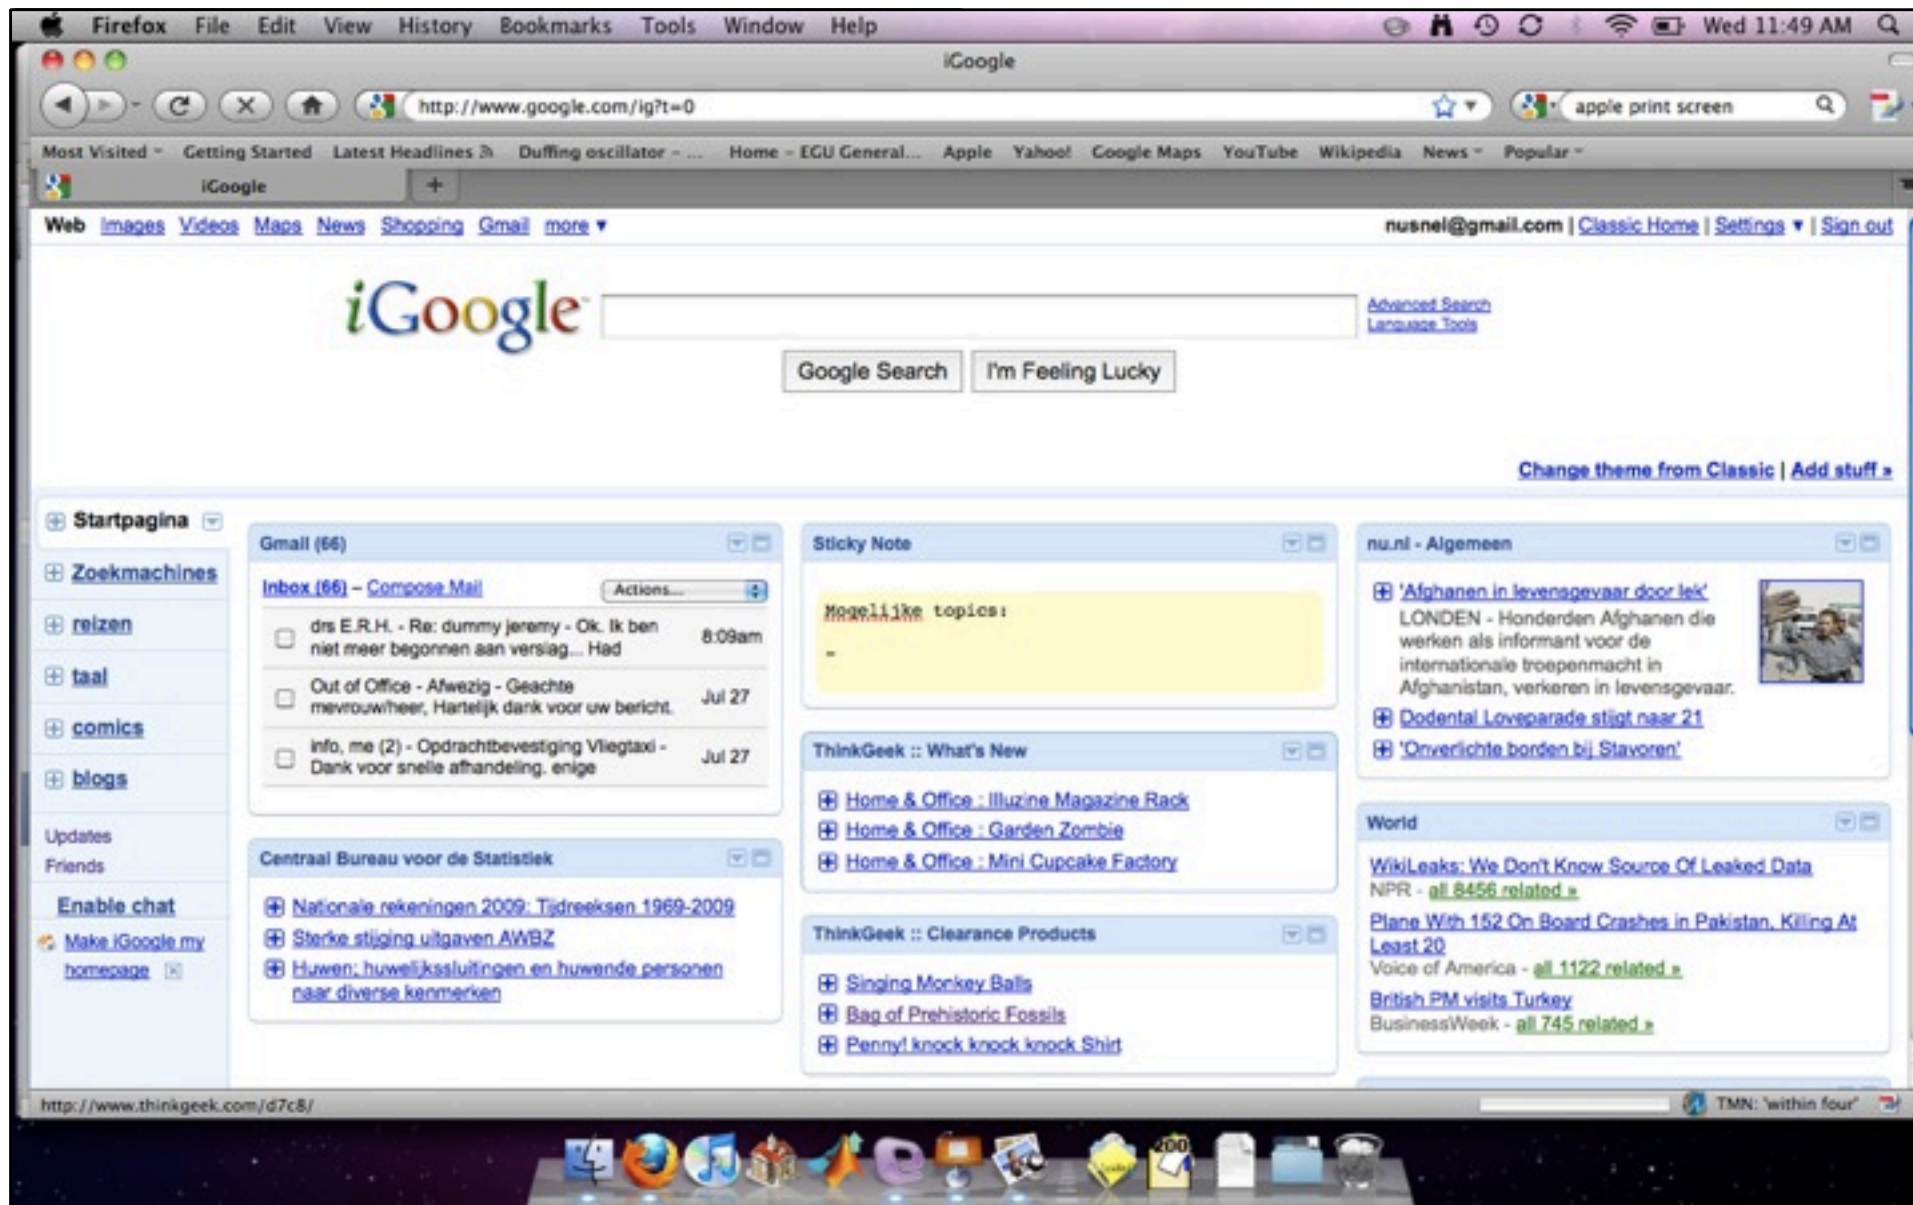 Firefox File Edit View History Bookmarks Tools Window Help Wed 11:49 AM
iGoogle
http://www.google.com/ig?t=0 apple print screen
Most Visited Getting Started Latest Headlines Duffing oscillator – ... Home – EGU General... Apple Yahoo! Google Maps YouTube Wikipedia News Popular
iGoogle +
Web Images Videos Maps News Shopping Gmail more ▼ nusnel@gmail.com | Classic Home | Settings ▼ | Sign out
iGoogle
Advanced Search
Language Tools
Google Search I'm Feeling Lucky
Change theme from Classic | Add stuff »
Startpagina
Zoekmachines
reizen
taal
comics
blogs
Updates
Friends
Enable chat
Make iGoogle my
homepage
Gmail (66)
Inbox (66) – Compose Mail Actions...
drs E.R.H. - Re: dummy jeremy - Ok. Ik ben
niet meer begonnen aan verslag... Had
8:09am
Out of Office - Afwezig - Geachte
mevrouw/heer, Hartelijk dank voor uw bericht.
Jul 27
info, me (2) - Opdrachtbevestiging Vliegtaxi -
Dank voor snelle afhandeling. enige
Jul 27
Centraal Bureau voor de Statistiek
Nationale rekeningen 2009: Tijdreeksen 1969-2009
Sterke stijging uitgaven AWBZ
Huwen; huwelijkssluitingen en huwende personen
naar diverse kenmerken
Sticky Note
Mogelijke topics:
-
ThinkGeek :: What's New
Home & Office : Illuzine Magazine Rack
Home & Office : Garden Zombie
Home & Office : Mini Cupcake Factory
ThinkGeek :: Clearance Products
Singing Monkey Balls
Bag of Prehistoric Fossils
Penny! knock knock knock Shirt
nu.nl - Algemeen
'Afghanen in levensgevaar door lek'
LONDEN - Honderden Afghanen die
werken als informant voor de
internationale troepenmacht in
Afghanistan, verkeren in levensgevaar.
Dodental Loveparade stijgt naar 21
'Onverlichte borden bij Stavoren'
World
WikiLeaks: We Don't Know Source Of Leaked Data
NPR - all 8456 related »
Plane With 152 On Board Crashes in Pakistan, Killing At
Least 20
Voice of America - all 1122 related »
British PM visits Turkey
BusinessWeek - all 745 related »
http://www.thinkgeek.com/d7c8/ TMN: 'within four'
200